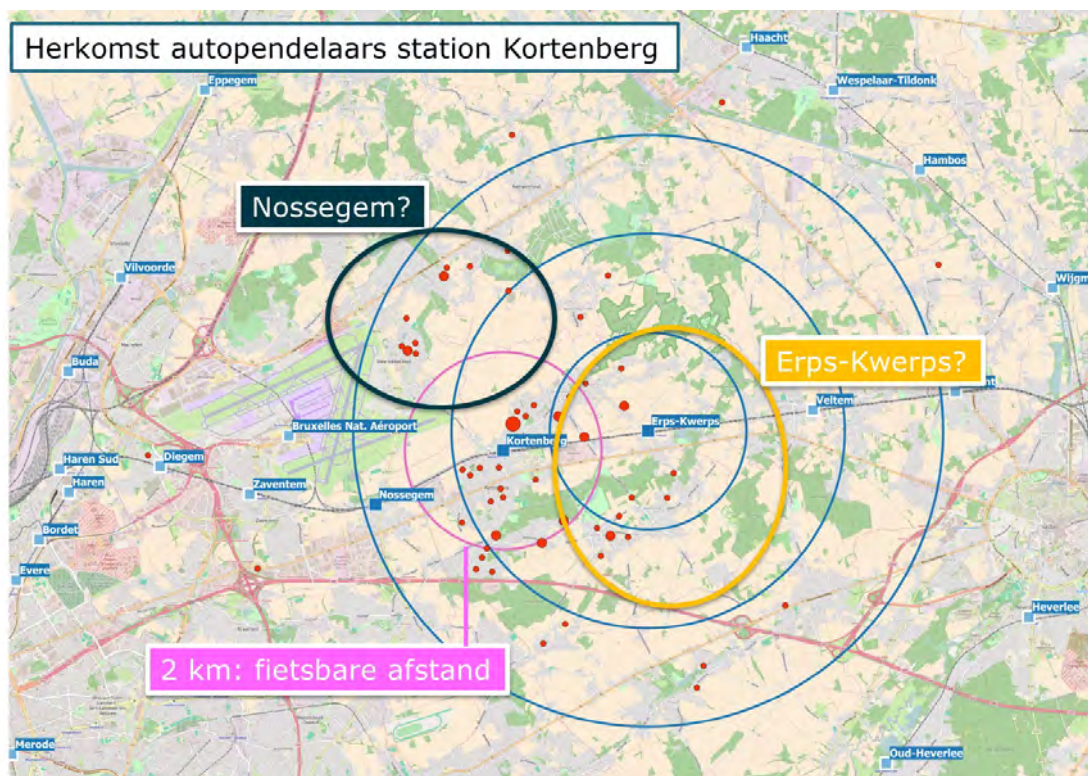 Herkomst autopendelaars station Kortenberg
Haacht
Eppegem
Wespelaar-Tildonk
Hambos
Nossegem?
Vilvoorde
Wijgm
Buda
Erps-Kwerps?
Veltem
Erps-Kwerps
Bruxelles Nat. Aéroport
Kortenberg
Haren Sud
Diegem
Haren
Zaventem
Nossegem
Bordet
Evere
Heverlee
2 km: fietsbare afstand
Merode
Oud-Heverlee